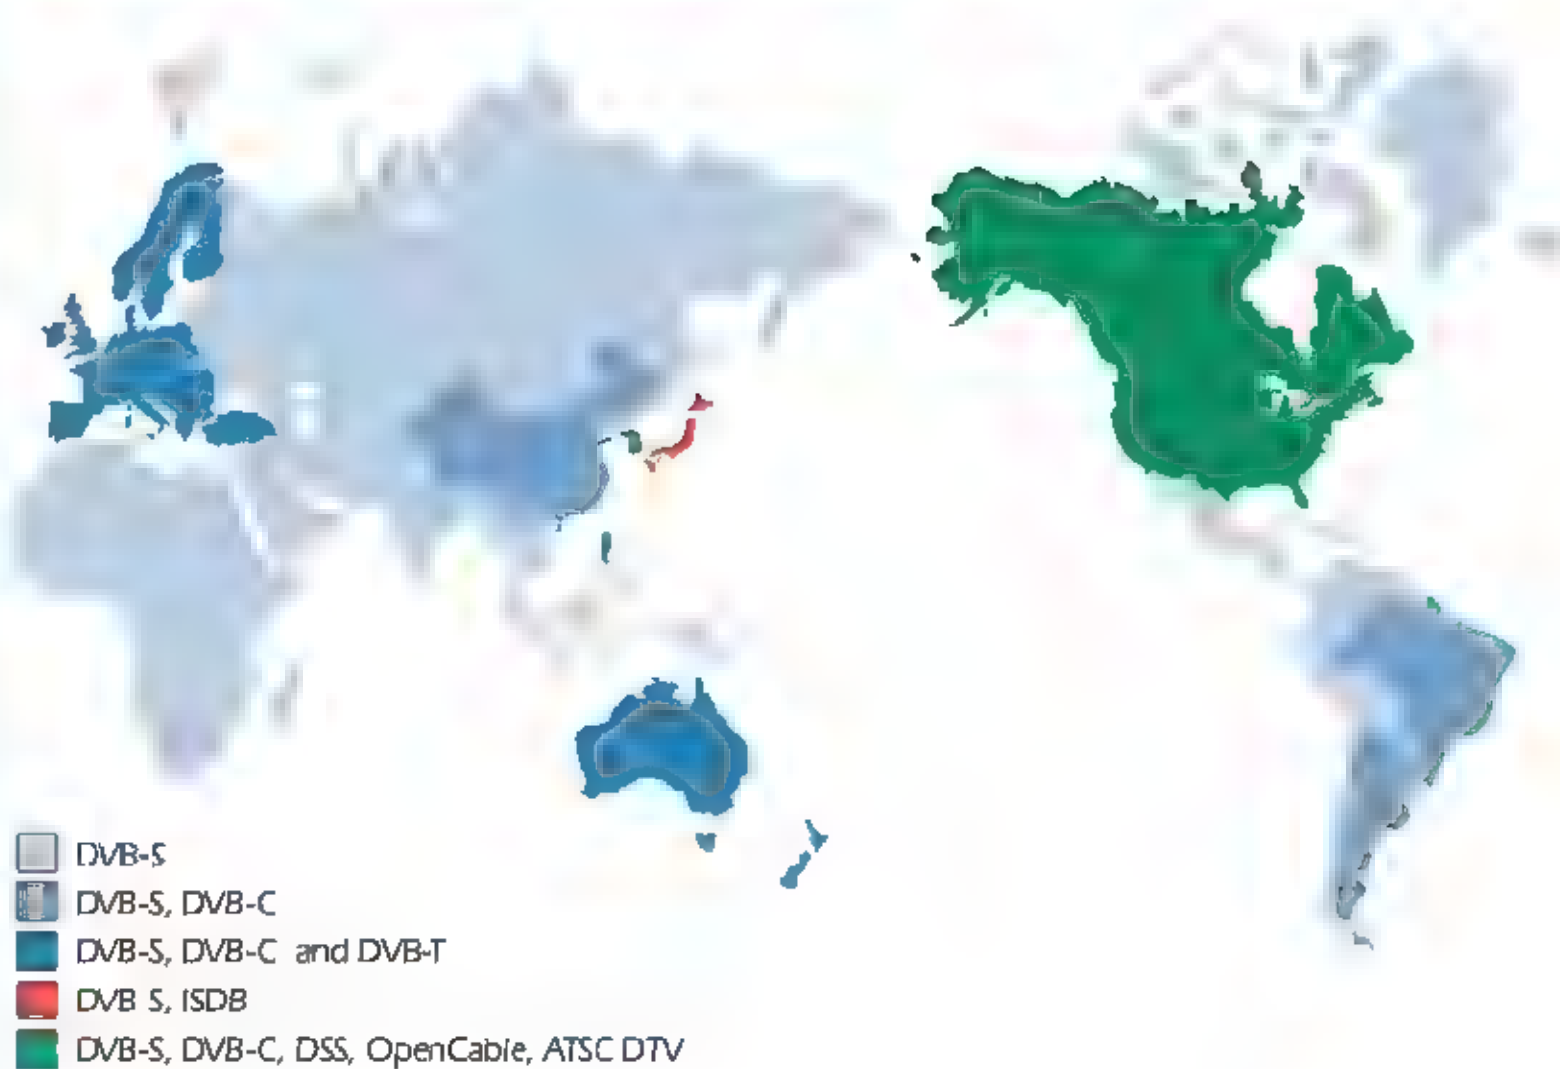 DVB-S
DVB-S, DVB-C
DVB-S, DVB-C and DVB-T
DVB S, ISDB
DVB-S, DVB-C, DSS, OpenCable, ATSC DTV